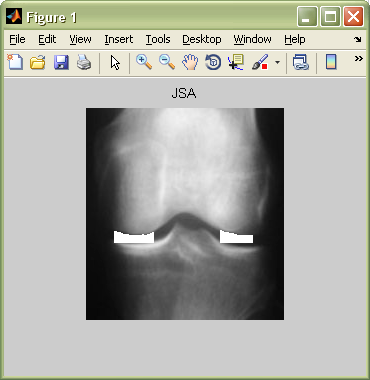 Figure 1
File Edit View Insert Tools Desktop Window Help
JSA